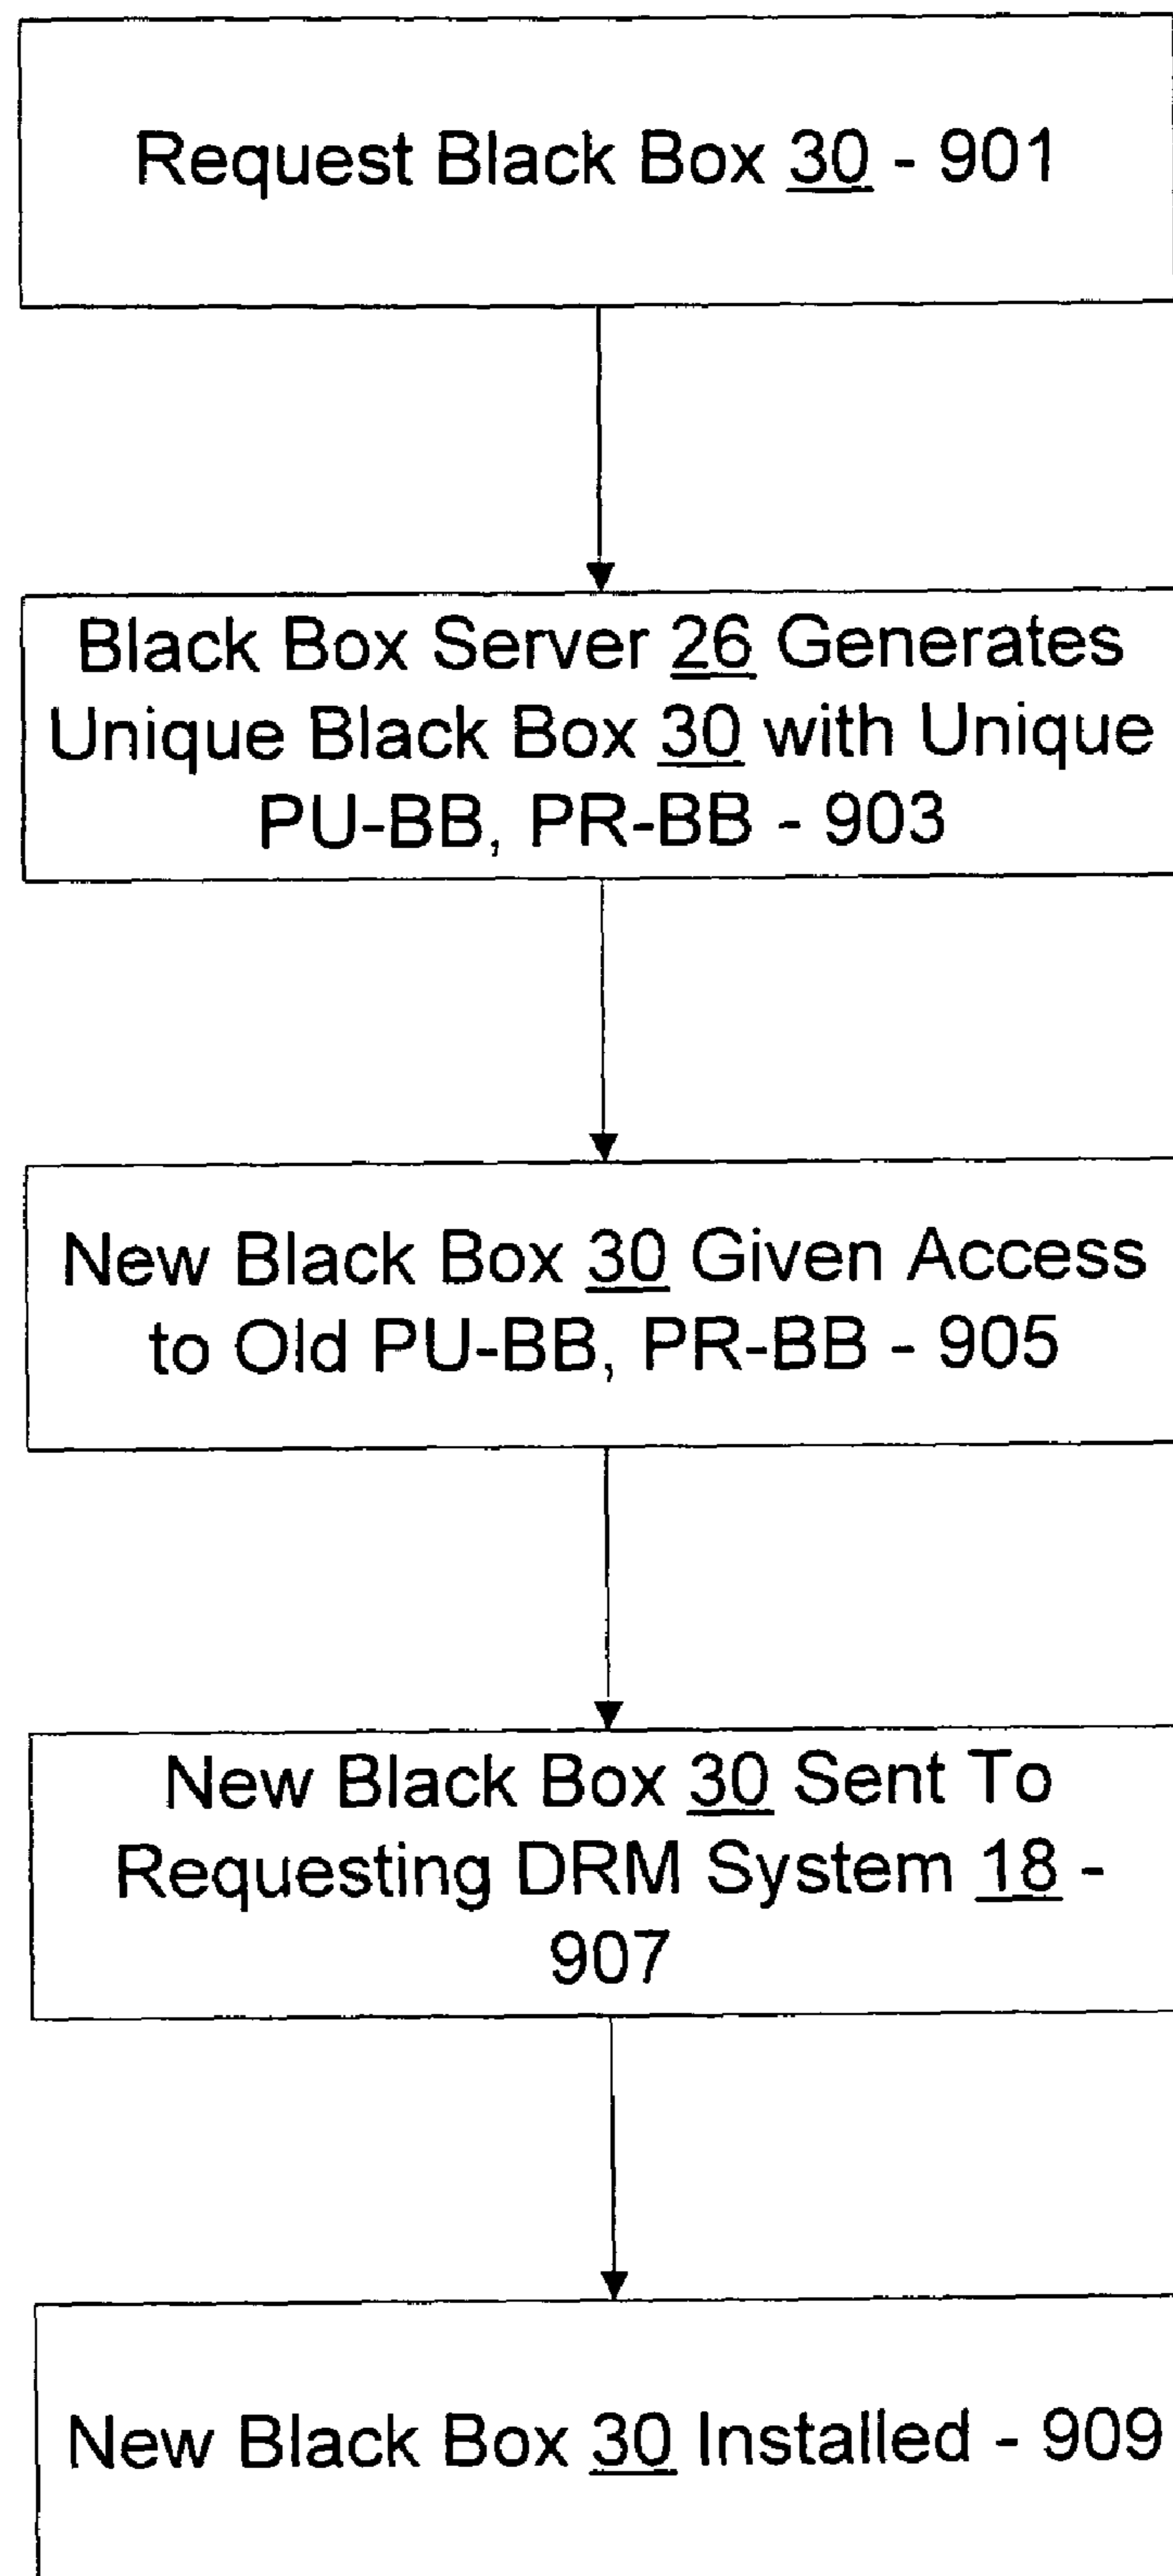 Request Black Box 30 - 901
Black Box Server 26 Generates
Unique Black Box 30 with Unique
PU-BB, PR-BB - 903
New Black Box 30 Given Access
to Old PU-BB, PR-BB - 905
New Black Box 30 Sent To
Requesting DRM System 18 -
907
New Black Box 30 Installed - 909